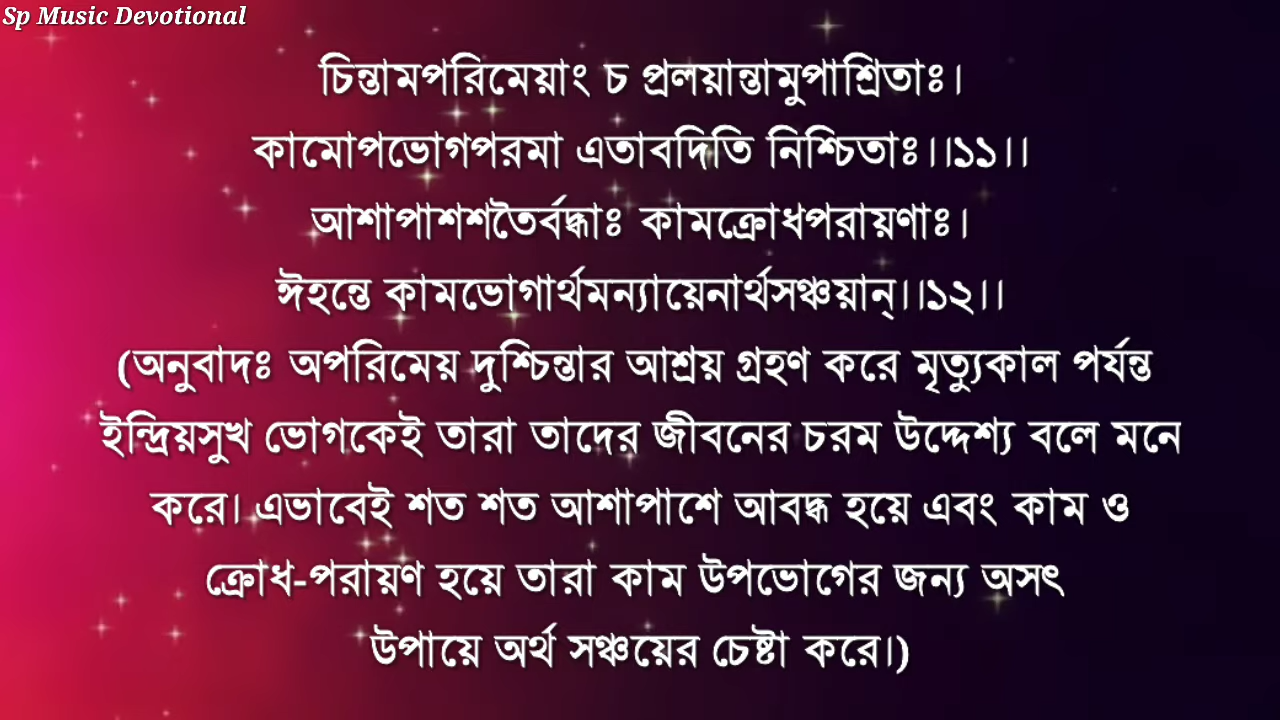 Sp Music Devotional
চিন্তামপরিমেয়াং চ প্রলয়ান্তামুপাশ্রিতাঃ।
কামোপভোগপরমা এতাবদিতি নিশ্চিতাঃ।।১১।।
আশাপাশশতৈর্বদ্ধাঃ কামক্রোধপরায়ণাঃ।
ঈহন্তে কামভোগার্থমন্যায়েনার্থসঞ্চয়ান্।।১২।।
(অনুবাদঃ অপরিমেয় দুশ্চিন্তার আশ্রয় গ্রহণ করে মৃত্যুকাল পর্যন্ত
ইন্দ্রিয়সুখ ভোগকেই তারা তাদের জীবনের চরম উদ্দেশ্য বলে মনে
করে। এভাবেই শত শত আশাপাশে আবদ্ধ হয়ে এবং কাম ও
ক্রোধ-পরায়ণ হয়ে তারা কাম উপভোগের জন্য অসৎ
উপায়ে অর্থ সঞ্চয়ের চেষ্টা করে।)